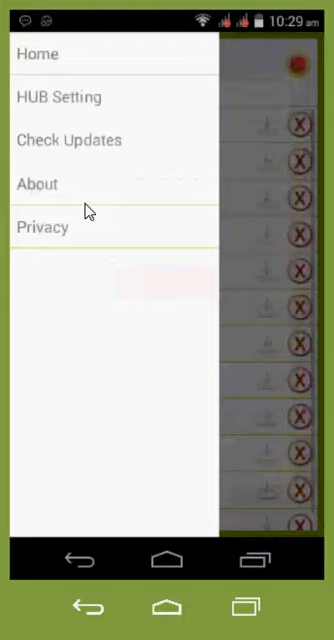 10:29 am
Home
HUB Setting
Check Updates
About
Privacy
X
X
X
X
X
X
X
X
X
X
X
X